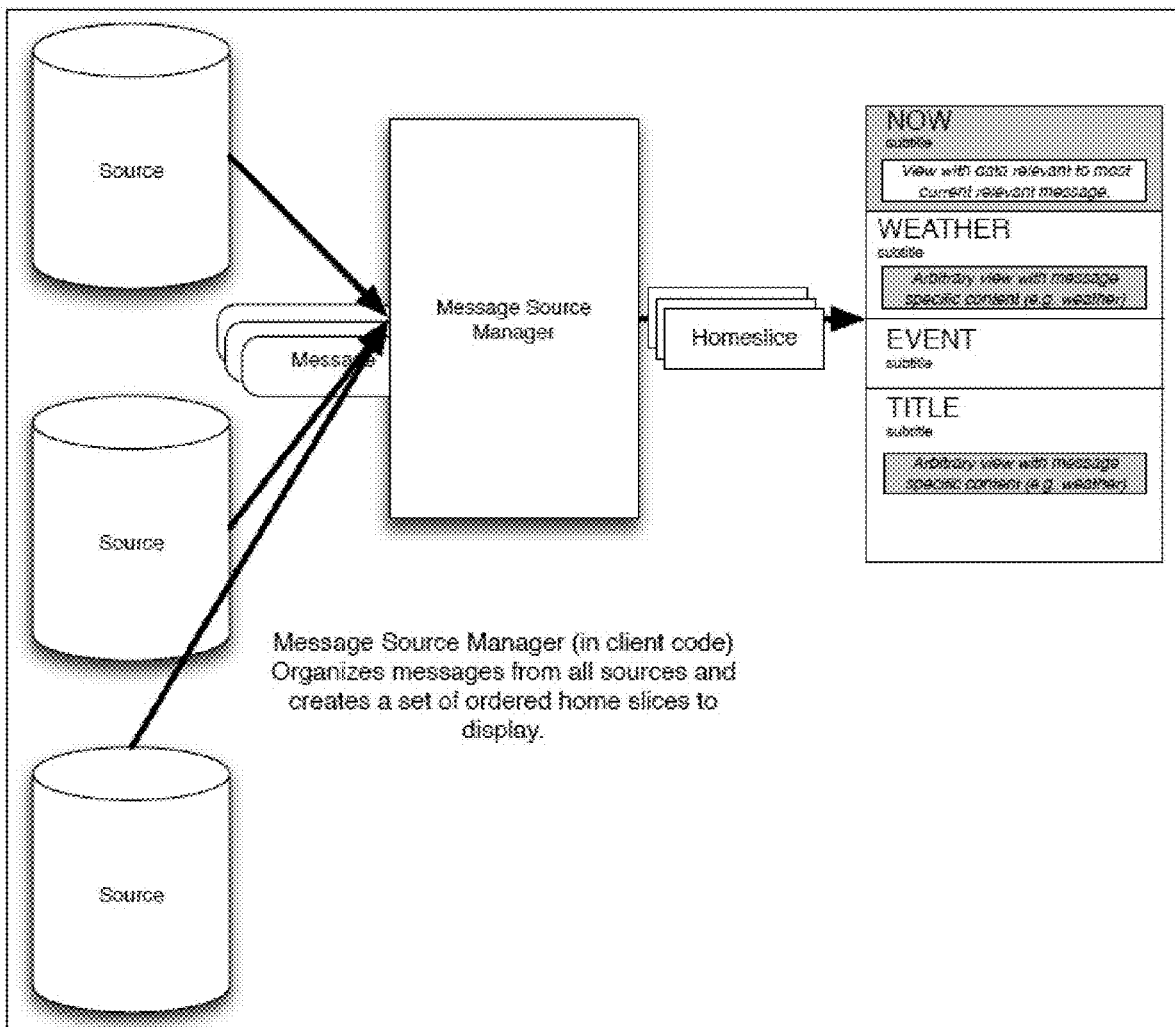 Source
Message
Source
Source
Message Source
Manager
Homeslice
NOW
subtitle
View with data relevant to most
current relevant message.
WEATHER
subtitle
Arbitrary view with message
specific content (e.g. weather)
EVENT
subtitle
TITLE
subtitle
Arbitrary view with message
specific content (e.g. weather)
Message Source Manager (in client code)
Organizes messages from all sources and
creates a set of ordered home slices to
display.